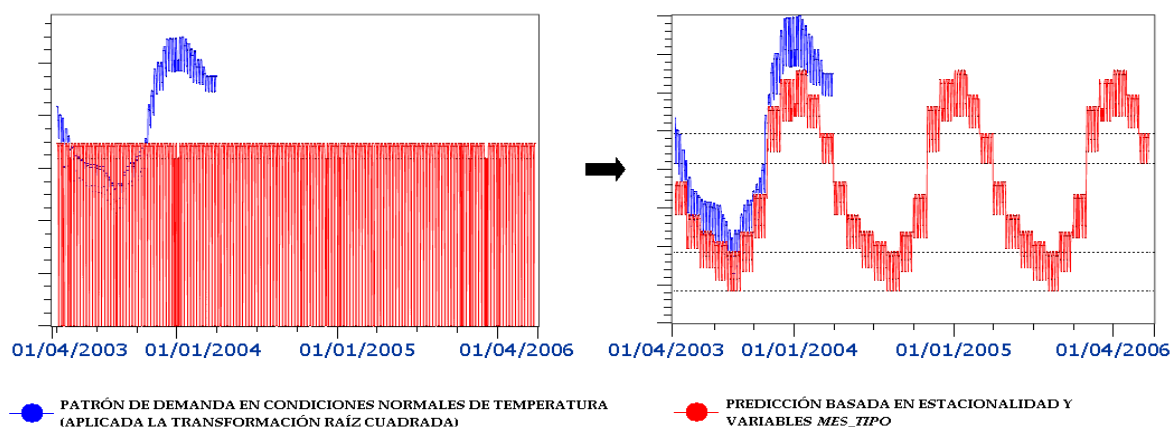 01/04/2003 01/01/2004 01/01/2005 01/04/2006
01/04/2003 01/01/2004 01/01/2005 01/04/2006
PATRÓN DE DEMANDA EN CONDICIONES NORMALES DE TEMPERATURA
(APLICADA LA TRANSFORMACIÓN RAÍZ CUADRADA)
PREDICCIÓN BASADA EN ESTACIONALIDAD Y
VARIABLES MES_TIPO